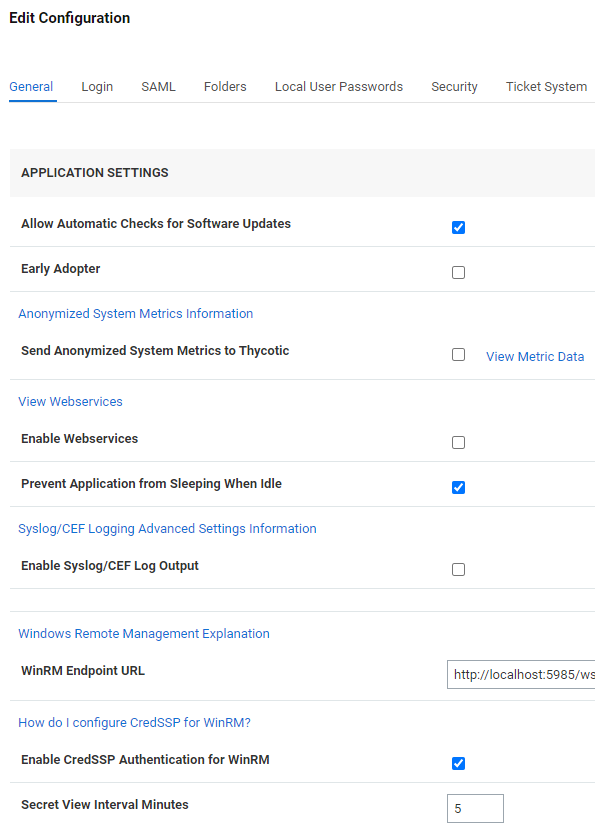 Edit Configuration
General Login SAML Folders Local User Passwords Security Ticket System
APPLICATION SETTINGS
Allow Automatic Checks for Software Updates
Early Adopter
Anonymized System Metrics Information
Send Anonymized System Metrics to Thycotic View Metric Data
View Webservices
Enable Webservices
Prevent Application from Sleeping When Idle
Syslog/CEF Logging Advanced Settings Information
Enable Syslog/CEF Log Output
Windows Remote Management Explanation
WinRM Endpoint URL http://localhost:5985/ws
How do I configure CredSSP for WinRM?
Enable CredSSP Authentication for WinRM
Secret View Interval Minutes 5